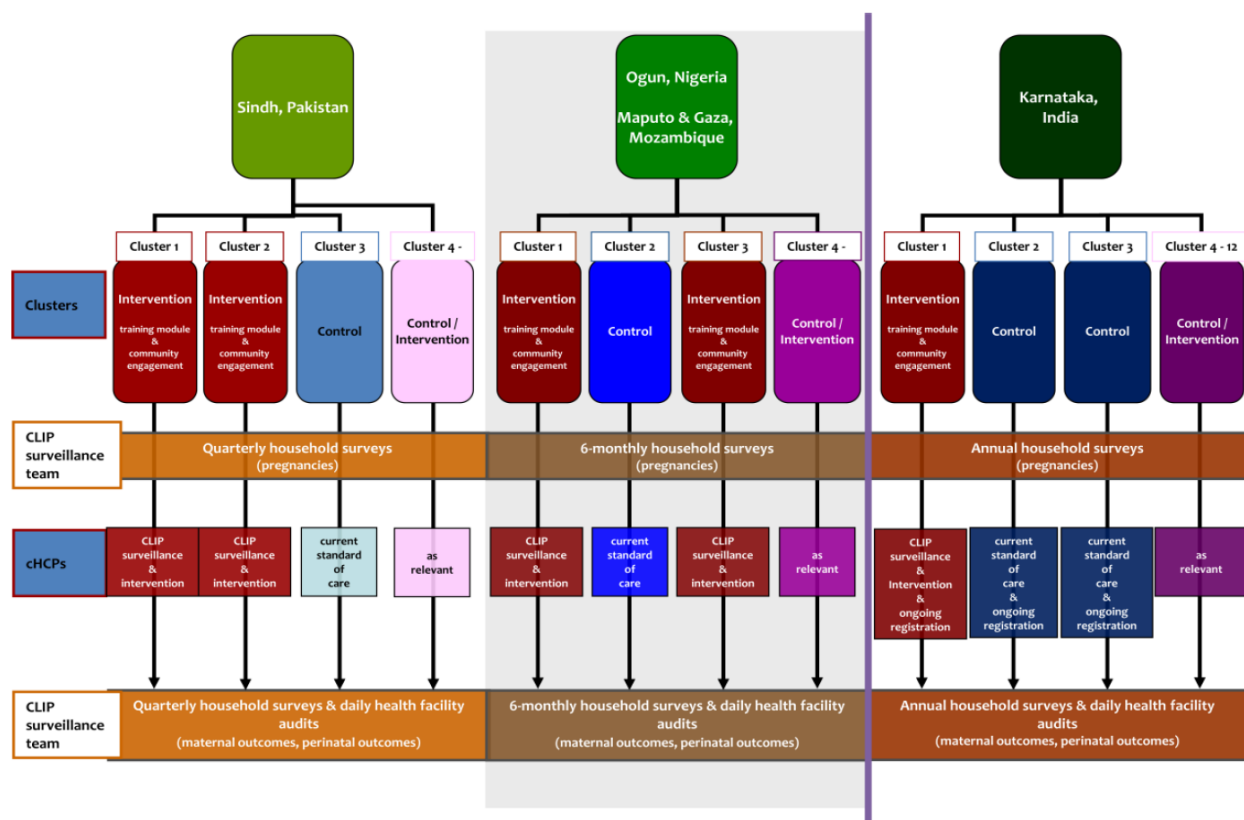 Sindh, Pakistan
Ogun, Nigeria
Maputo & Gaza,
Mozambique
Karnataka,
India
Cluster 1
Cluster 2
Cluster 3
Cluster 4 -
Cluster 1
Cluster 2
Cluster 3
Cluster 4 -
Cluster 1
Cluster 2
Cluster 3
Cluster 4 - 12
Clusters
Intervention
training module
&
community
engagement
Intervention
training module
&
community
engagement
Control
Control /
Intervention
Intervention
training module
&
community
engagement
Control
Intervention
training module
&
community
engagement
Control /
Intervention
Intervention
training module
&
community
engagement
Control
Control
Control /
Intervention
CLIP
surveillance
team
Quarterly household surveys
(pregnancies)
6-monthly household surveys
(pregnancies)
Annual household surveys
(pregnancies)
cHCPs
CLIP
surveillance
&
intervention
CLIP
surveillance
&
intervention
current
standard
of
care
as
relevant
CLIP
surveillance
&
intervention
current
standard
of
care
CLIP
surveillance
&
intervention
as
relevant
CLIP
surveillance
&
Intervention
&
ongoing
registration
current
standard
of care
&
ongoing
registration
current
standard
of care
&
ongoing
registration
as
relevant
CLIP
surveillance
team
Quarterly household surveys & daily health facility
audits
(maternal outcomes, perinatal outcomes)
6-monthly household surveys & daily health facility
audits
(maternal outcomes, perinatal outcomes)
Annual household surveys & daily health facility
audits
(maternal outcomes, perinatal outcomes)